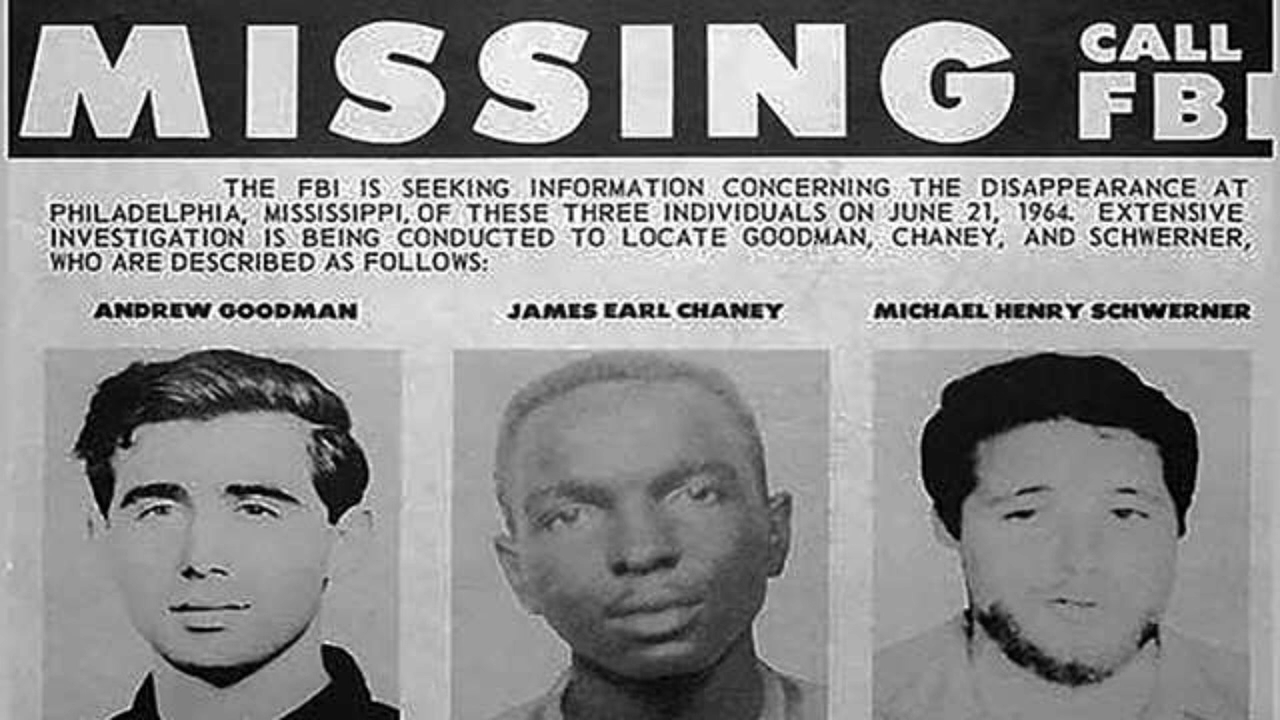 MISSING CALL FBI
THE FBI IS SEEKING INFORMATION CONCERNING THE DISAPPEARANCE AT
PHILADELPHIA, MISSISSIPPI, OF THESE THREE INDIVIDUALS ON JUNE 21, 1964. EXTENSIVE
INVESTIGATION IS BEING CONDUCTED TO LOCATE GOODMAN, CHANEY, AND SCHWERNER,
WHO ARE DESCRIBED AS FOLLOWS:
ANDREW GOODMAN JAMES EARL CHANEY MICHAEL HENRY SCHWERNER